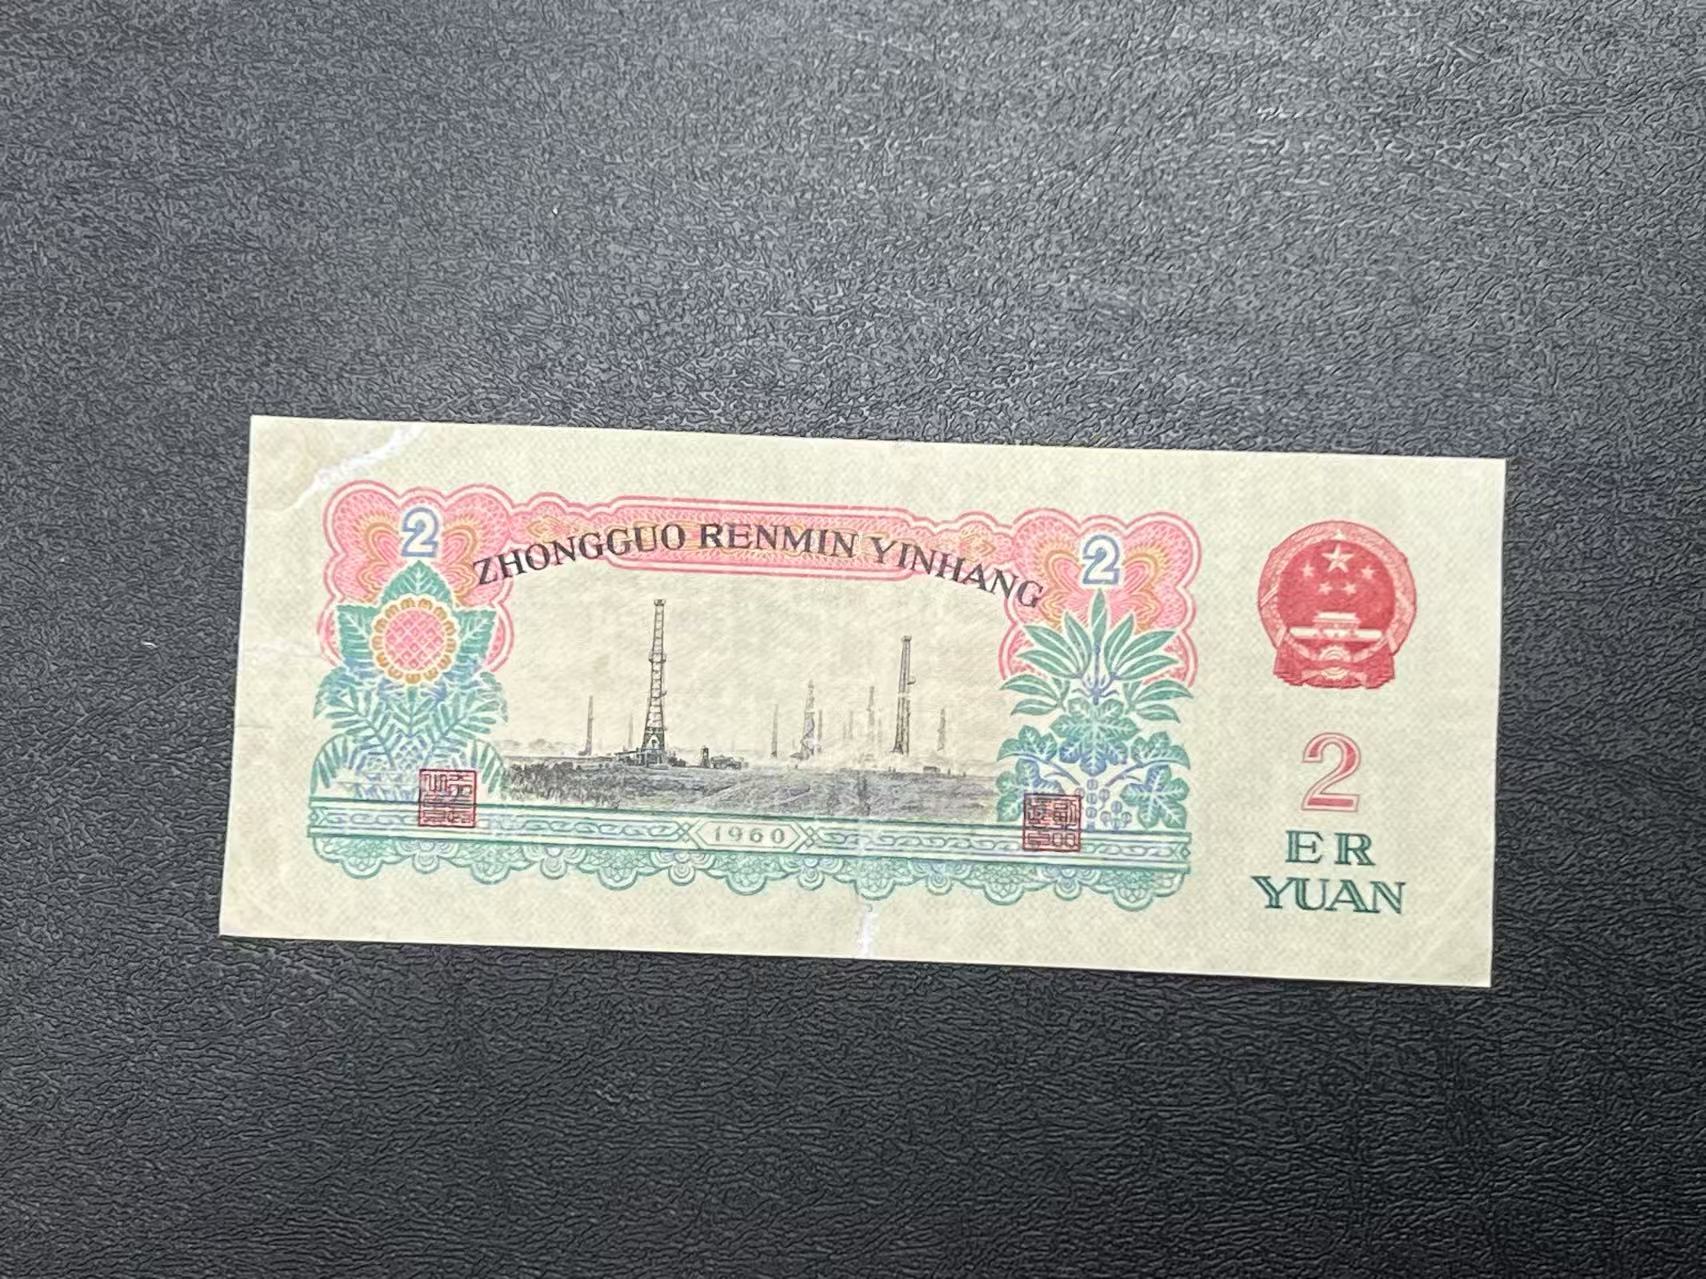 2
ZHONGGUO RENMIN YINHANG
2
1960
2
ER
YUAN